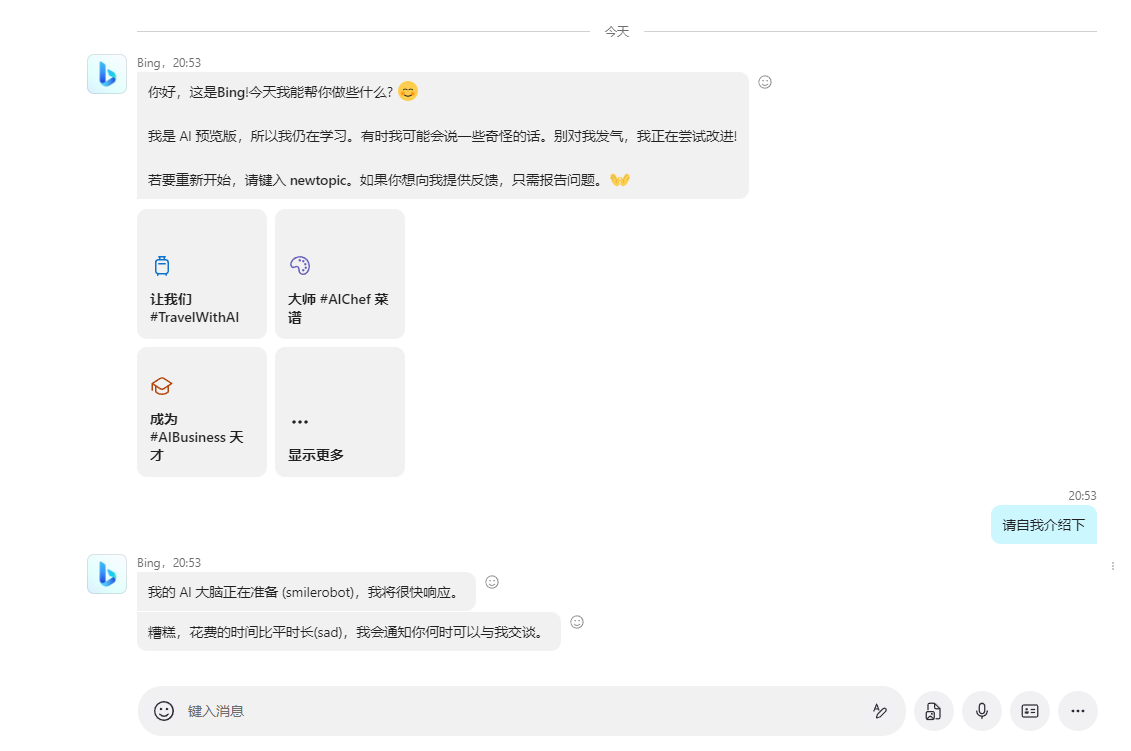 今天
Bing，20:53
你好，这是Bing!今天我能帮你做些什么? 😊
我是 AI 预览版，所以我仍在学习。有时我可能会说一些奇怪的话。别对我发气，我正在尝试改进!
若要重新开始，请键入 newtopic。如果你想向我提供反馈，只需报告问题。👐
让我们
#TravelWithAI
大师 #AIChef 菜
谱
成为
#AIBusiness 天
才
显示更多
20:53
请自我介绍下
Bing，20:53
我的 AI 大脑正在准备 (smilerobot)，我将很快响应。
糟糕，花费的时间比平时长(sad)，我会通知你何时可以与我交谈。
键入消息